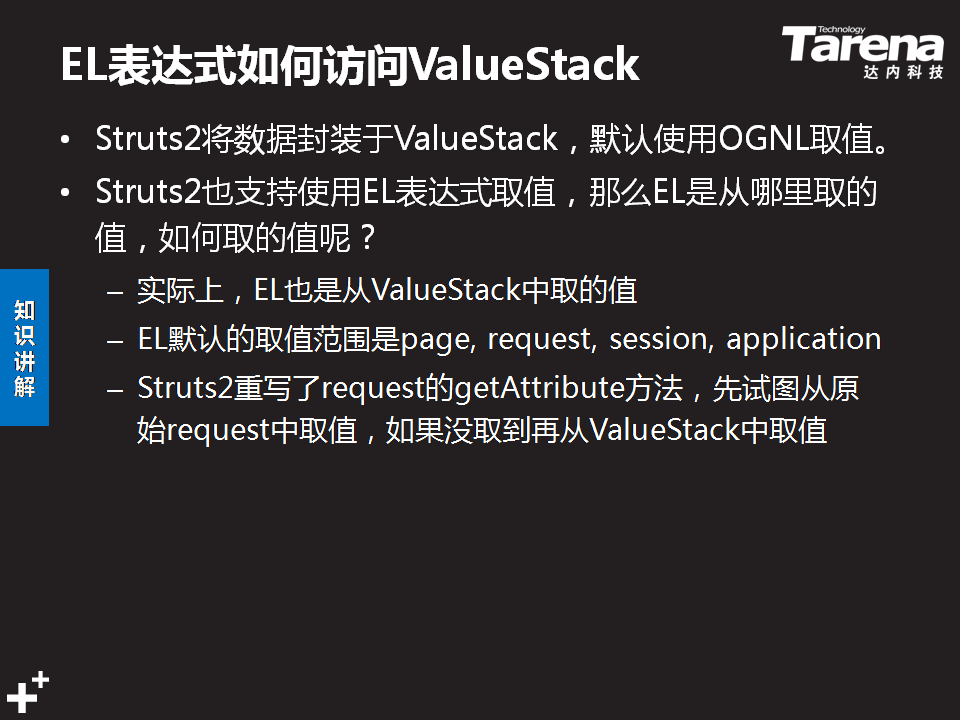 EL表达式如何访问ValueStack
Technology
Tarena
达内科技
• Struts2将数据封装于ValueStack，默认使用OGNL取值。
• Struts2也支持使用EL表达式取值，那么EL是从哪里取的
值，如何取的值呢？
– 实际上，EL也是从ValueStack中取的值
– EL默认的取值范围是page, request, session, application
– Struts2重写了request的getAttribute方法，先试图从原
始request中取值，如果没取到再从ValueStack中取值
知识讲解